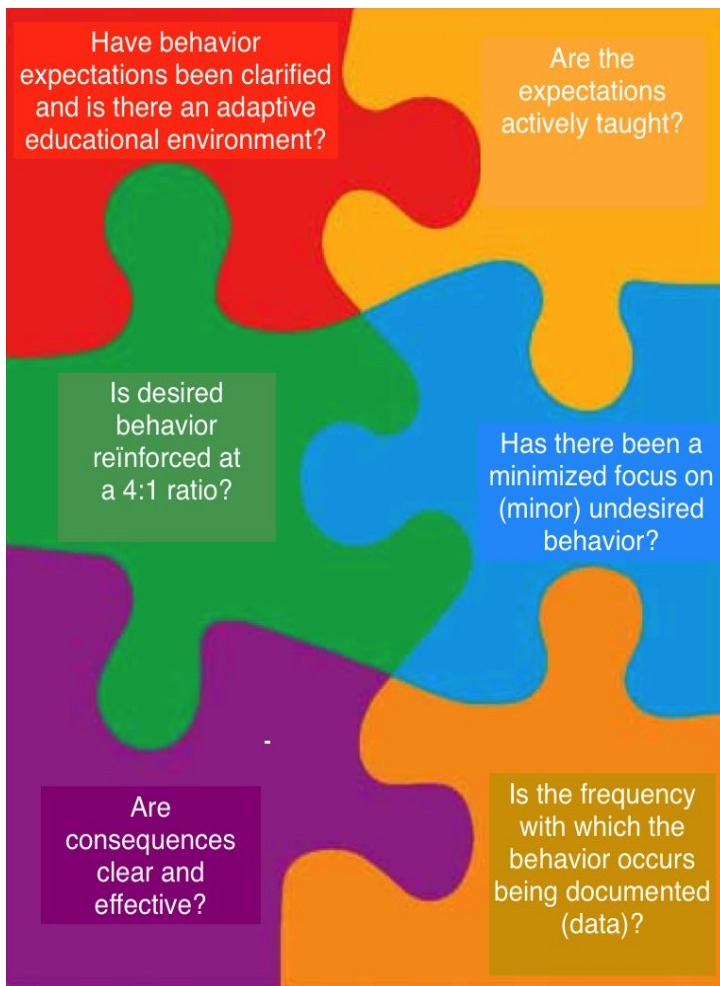 Have behavior
expectations been clarified
and is there an adaptive
educational environment?
Are the
expectations
actively taught?
Is desired
behavior
reïnforced at
a 4:1 ratio?
Has there been a
minimized focus on
(minor) undesired
behavior?
Are
consequences
clear and
effective?
Is the frequency
with which the
behavior occurs
being documented
(data)?